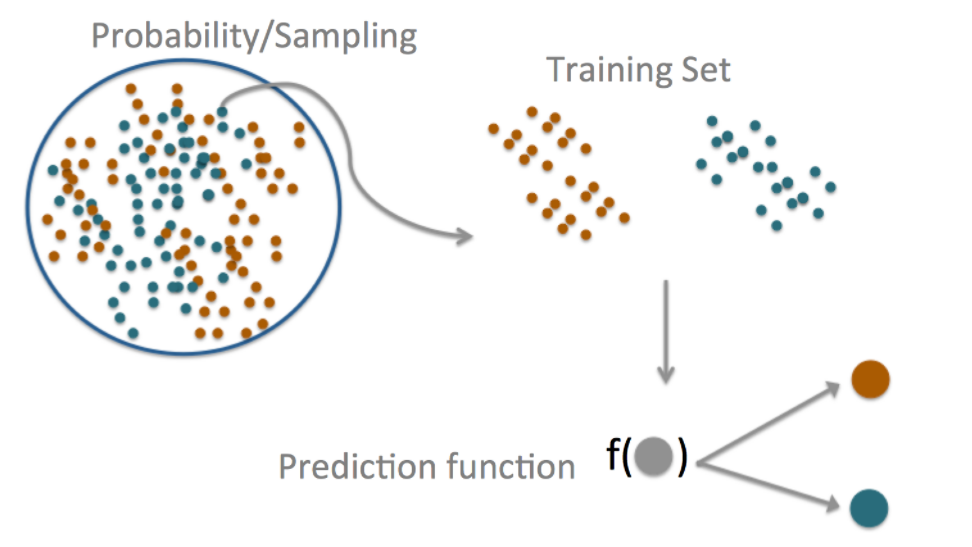 Probability/Sampling
Training Set
Prediction function f( )